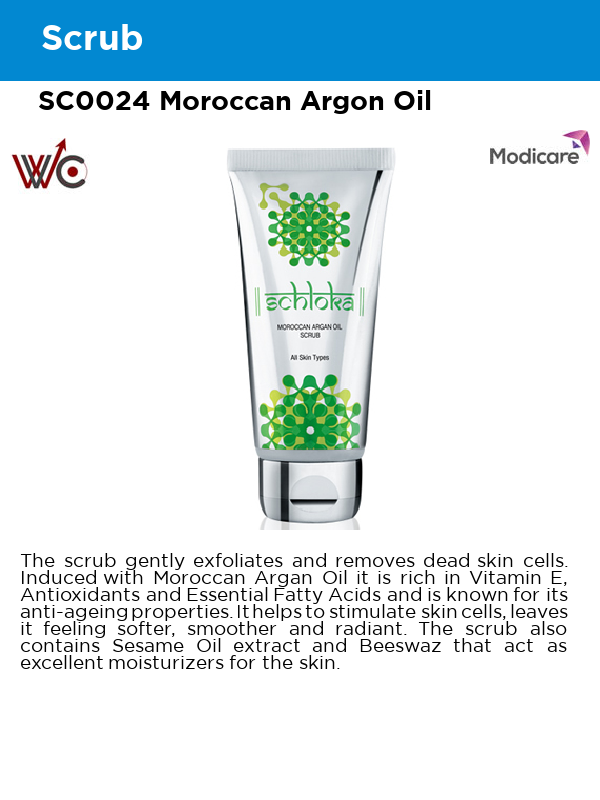 Scrub
SC0024 Moroccan Argon Oil
WC
Modicare
schloka
MOROCCAN ARGAN OIL
SCRUB
All Skin Types
The scrub gently exfoliates and removes dead skin cells.
Induced with Moroccan Argan Oil it is rich in Vitamin E,
Antioxidants and Essential Fatty Acids and is known for its
anti-ageing properties. It helps to stimulate skin cells, leaves
it feeling softer, smoother and radiant. The scrub also
contains Sesame Oil extract and Beeswaz that act as
excellent moisturizers for the skin.